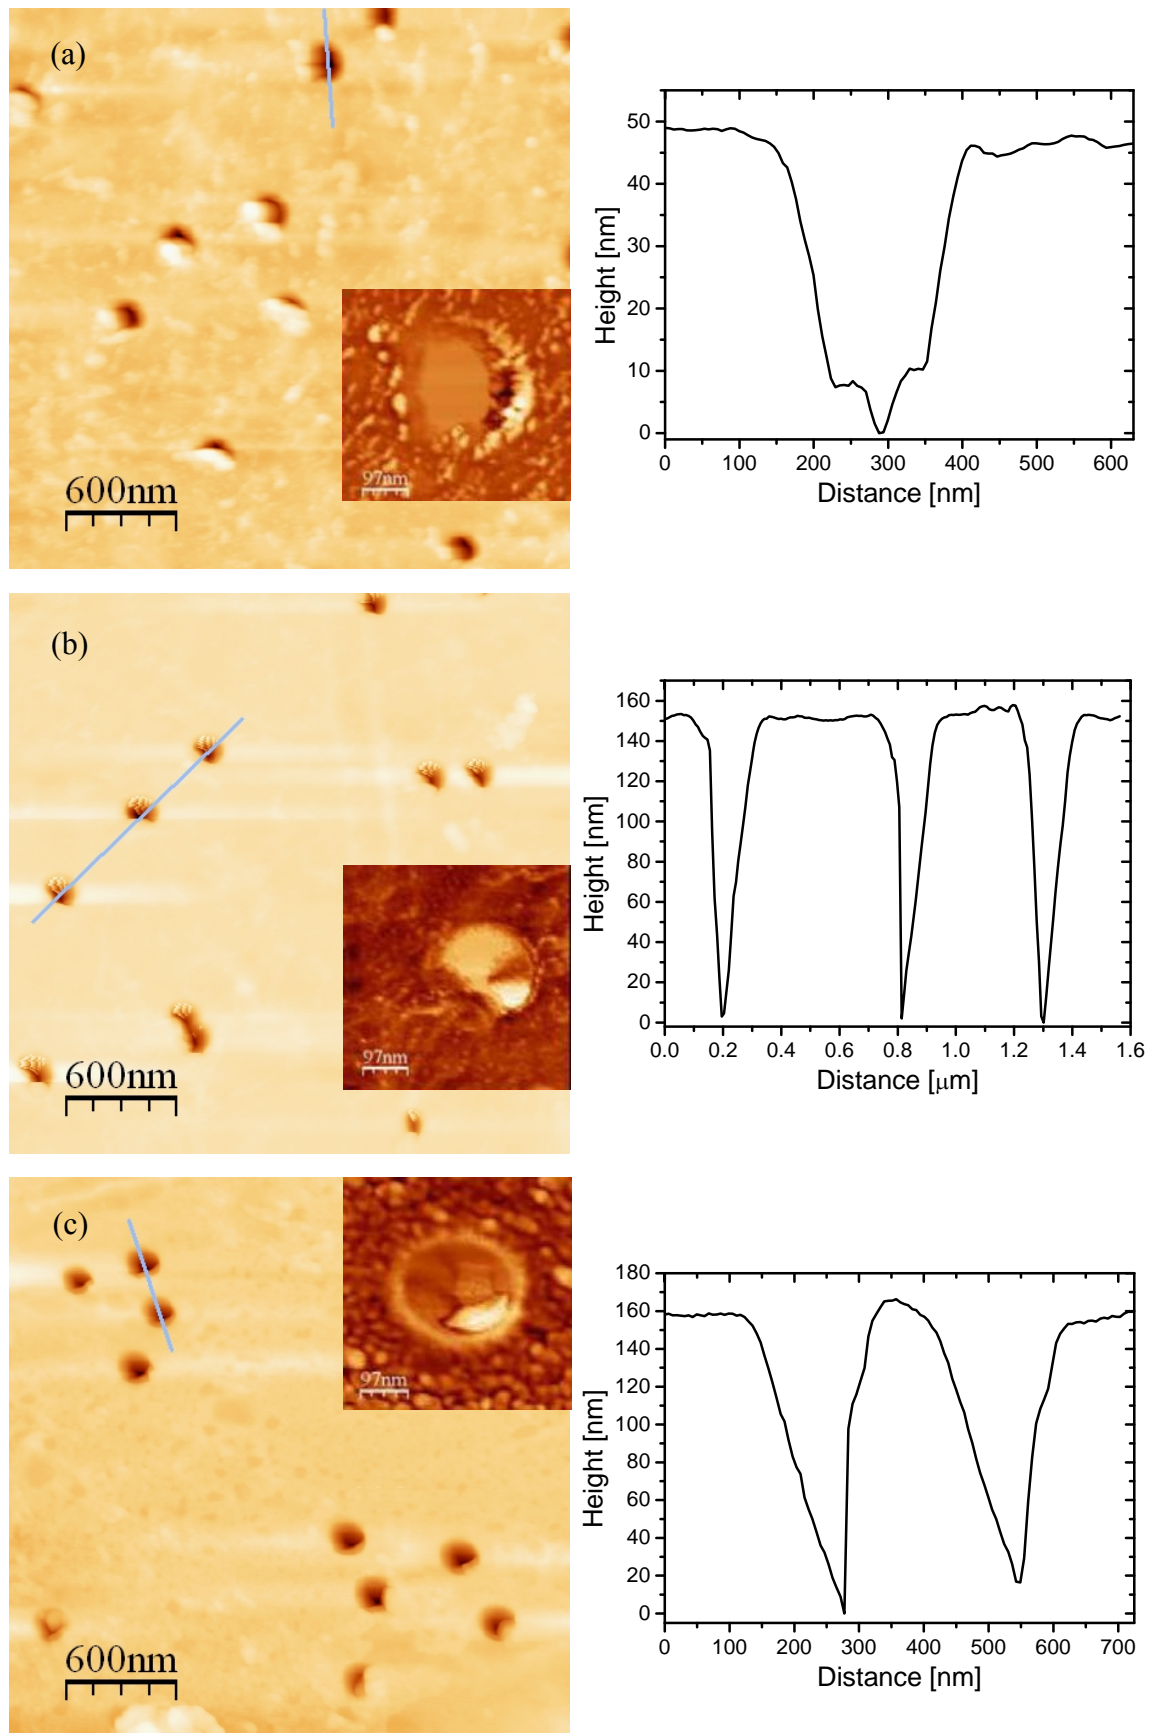 (a)
600nm
97nm
50
40
30
20
10
0
Height [nm]
0 100 200 300 400 500 600
Distance [nm]
(b)
600nm
97nm
160
140
120
100
80
60
40
20
0
Height [nm]
0.0 0.2 0.4 0.6 0.8 1.0 1.2 1.4 1.6
Distance [μm]
(c)
97nm
600nm
180
160
140
120
100
80
60
40
20
0
Height [nm]
0 100 200 300 400 500 600 700
Distance [nm]